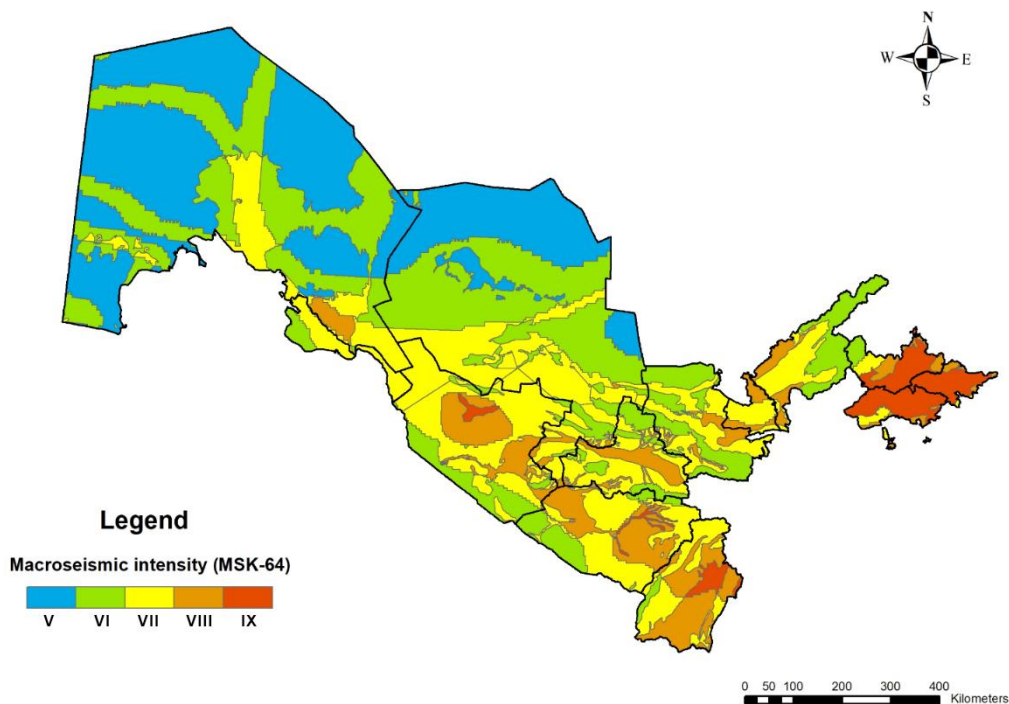 N
W E
S
Legend
Macroseismic intensity (MSK-64)
V VI VII VIII IX
0 50 100 200 300 400
Kilometers